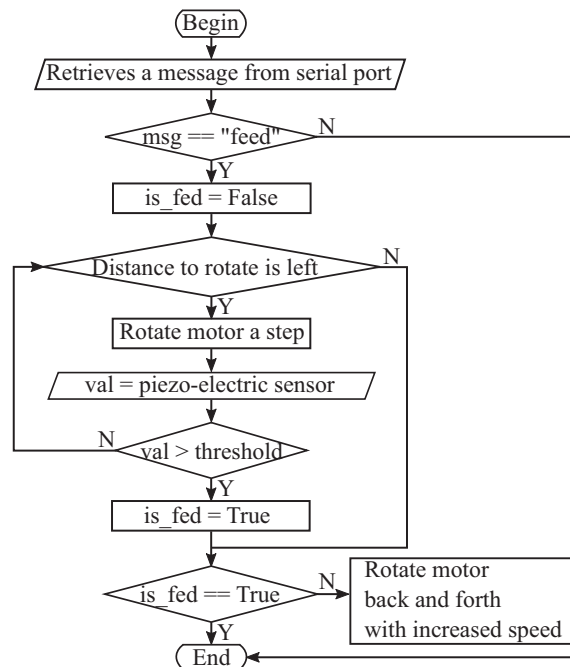 Begin
Retrieves a message from serial port
msg == "feed"
N
Y
is_fed = False
Distance to rotate is left
N
Y
Rotate motor a step
val = piezo-electric sensor
val > threshold
N
Y
is_fed = True
is_fed == True
N
Rotate motor
back and forth
with increased speed
Y
End